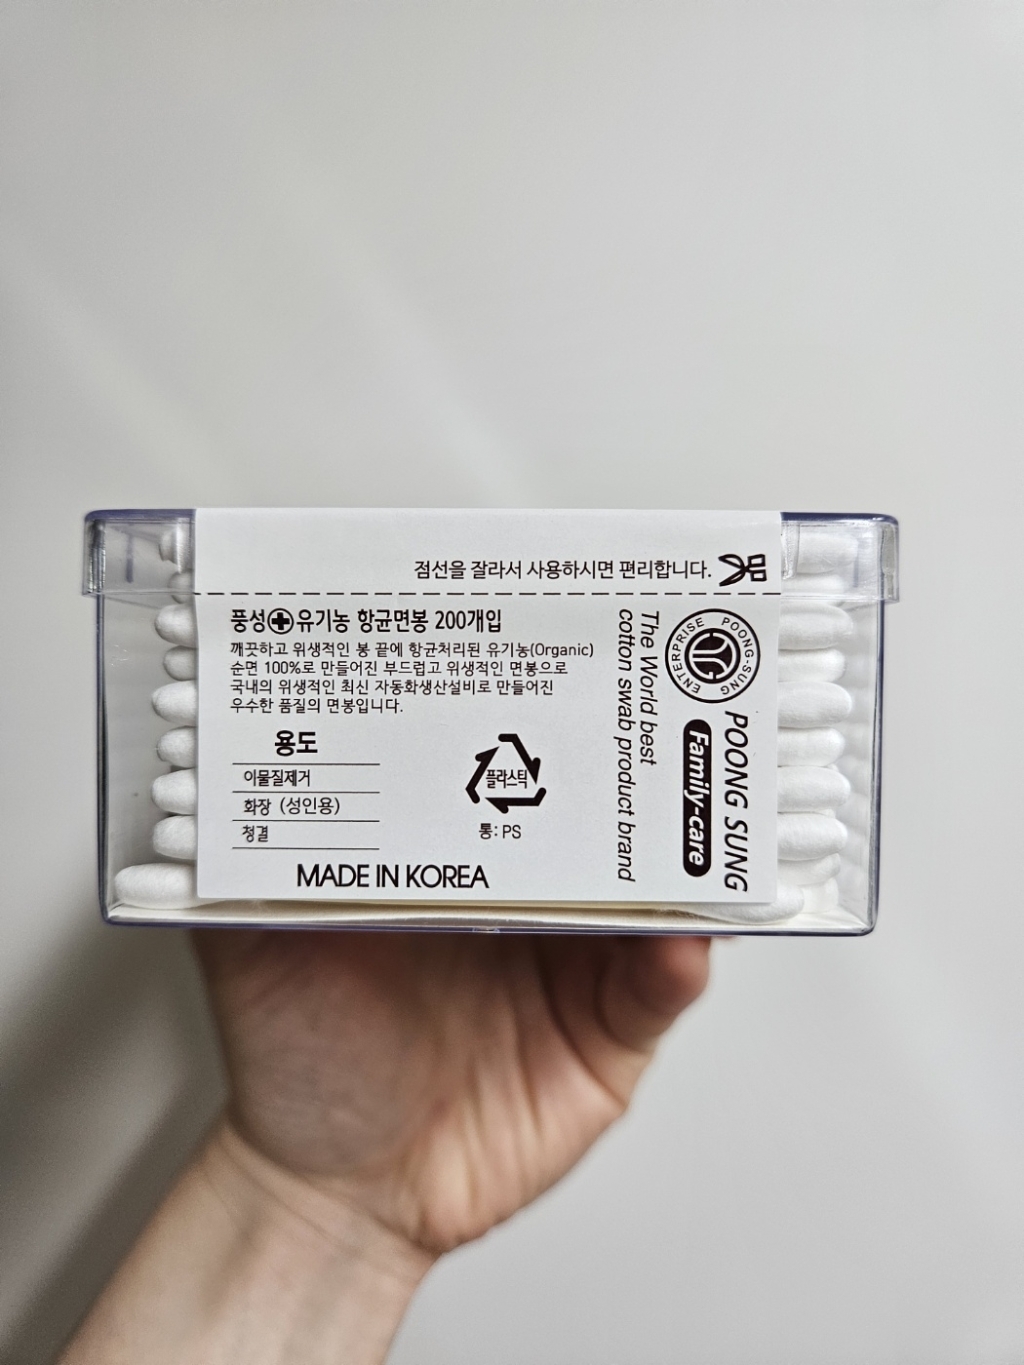 점선을 잘라서 사용하시면 편리합니다.
풍성 유기농 항균면봉 200개입
깨끗하고 위생적인 봉 끝에 항균처리된 유기농(Organic)
순면 100%로 만들어진 부드럽고 위생적인 면봉으로
국내의 위생적인 최신 자동화생산설비로 만들어진
우수한 품질의 면봉입니다.
용도
이물질제거
화장 (성인용)
청결
플라스틱
통: PS
MADE IN KOREA
POONG-SUNG
ENTERPRISE
POONG SUNG
Family-care
The World best
cotton swab product brand